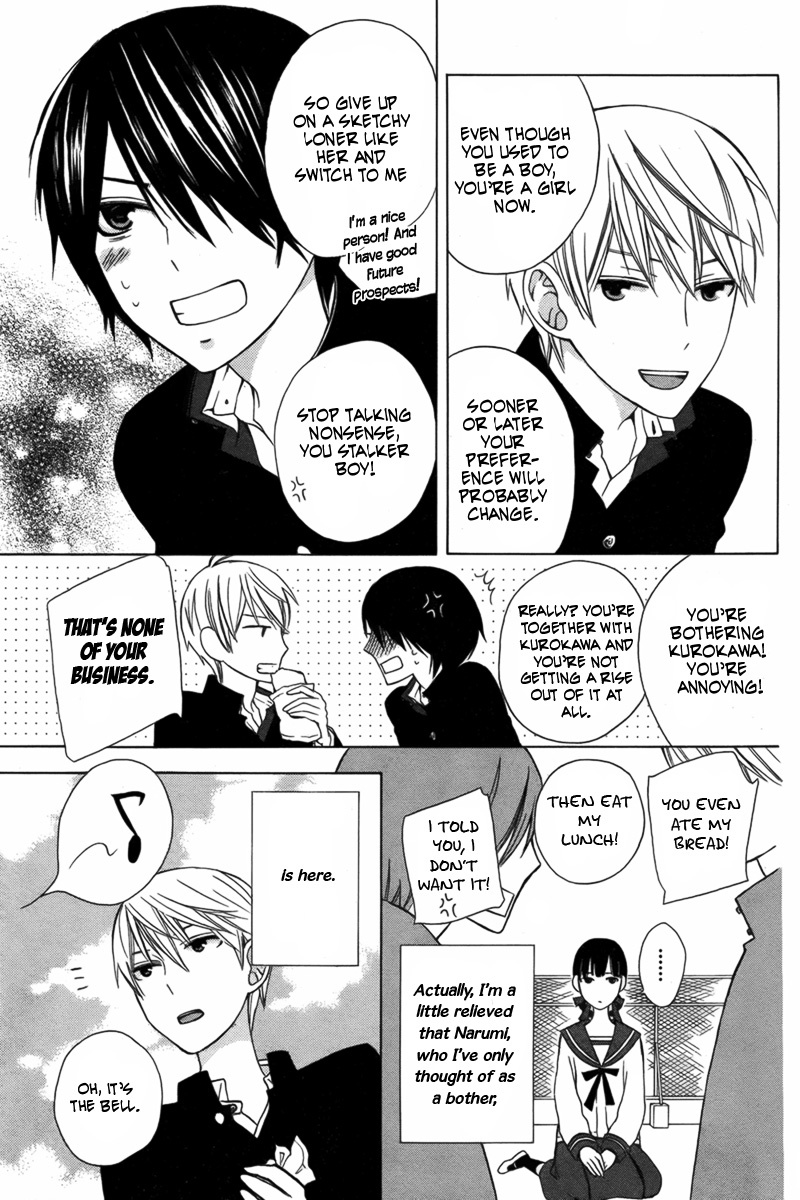 EVEN THOUGH
YOU USED TO
BE A BOY,
YOU'RE A GIRL
NOW.
SOONER
OR LATER
YOUR
PREFER-
ENCE WILL
PROBABLY
CHANGE.
SO GIVE UP
ON A SKETCHY
LONER LIKE
HER AND
SWITCH TO ME
I'm a nice
person! And
I have good
future
prospects!
STOP TALKING
NONSENSE,
YOU STALKER
BOY!
YOU'RE
BOTHERING
KUROKAWA!
YOU'RE
ANNOYING!
REALLY? YOU'RE
TOGETHER WITH
KUROKAWA AND
YOU'RE NOT
GETTING A RISE
OUT OF IT AT
ALL.
THAT'S NONE
OF YOUR
BUSINESS.
YOU EVEN
ATE MY
BREAD!
THEN EAT
MY
LUNCH!
I TOLD
YOU, I
DON'T
WANT IT!
......
Actually, I'm a
little relieved
that Narumi,
who I've only
thought of as
a bother,
Is here.
OH, IT'S
THE BELL.